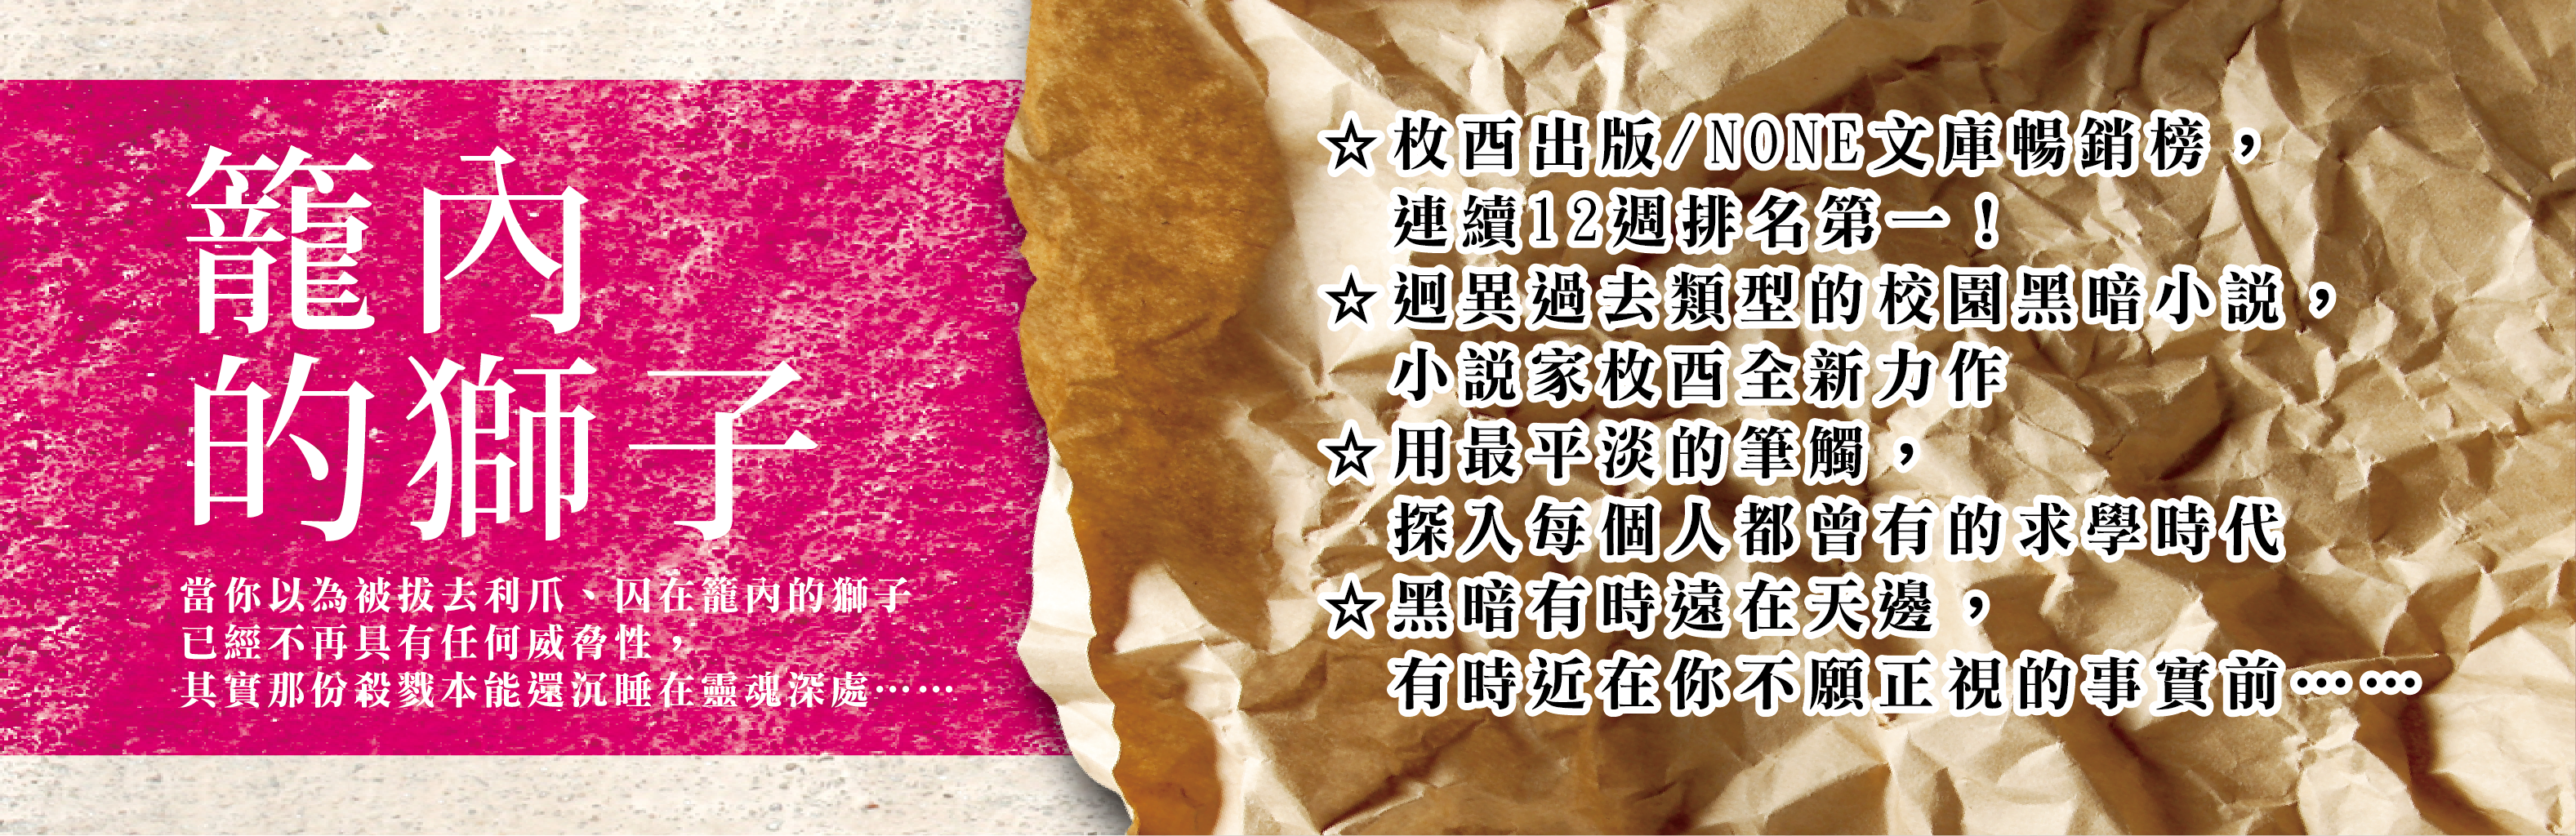 籠內
的獅子
當你以為被拔去利爪、囚在籠內的獅子
已經不再具有任何威脅性，
其實那份殺戮本能還沉睡在靈魂深處……
☆枚酉出版/NONE文庫暢銷榜，
連續12週排名第一！
☆迥異過去類型的校園黑暗小説，
小説家枚酉全新力作
☆用最平淡的筆觸，
探入每個人都曾有的求學時代
☆黑暗有時遠在天邊，
有時近在你不願正視的事實前……